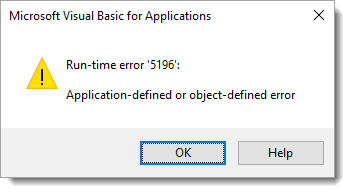 Microsoft Visual Basic for Applications
Run-time error '5196':
Application-defined or object-defined error
OK
Help